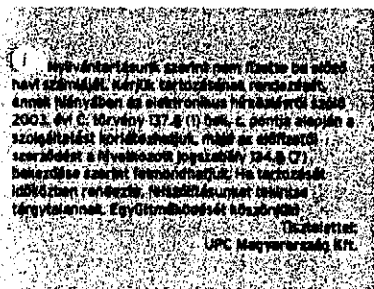 Nyilvántartásunk szerint nem fizette be előző
havi számláját. Kérjük tartozásának rendezését,
ennek hiányában az elektronikus hírközlésről szóló
2003. évi C. törvény 137.§ (1) bek. c. pontja alapján a
szolgáltatást korlátozhatjuk, majd az előfizetői
szerződést a hivatkozott jogszabály 134.§ (7)
bekezdése szerint felmondhatjuk. Ha tartozását
időközben rendezte, felszólításunkat tekintse
tárgytalannak. Együttműködését köszönjük!
Tisztelettel:
UPC Magyarország Kft.